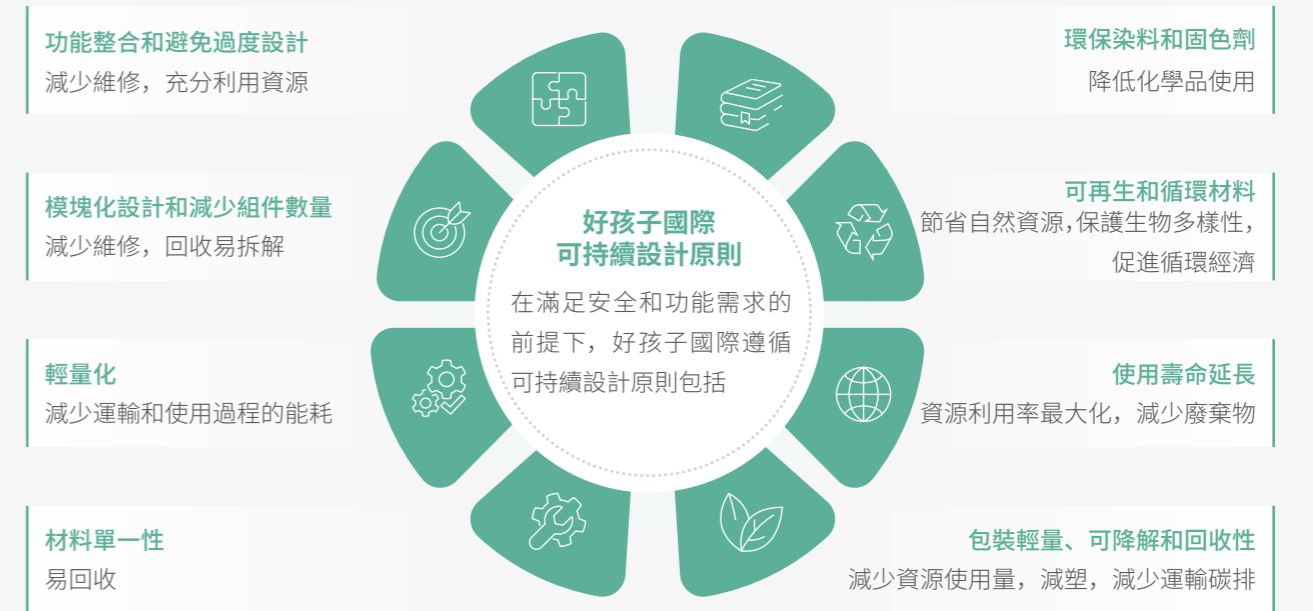 功能整合和避免過度設計
減少維修，充分利用資源
模塊化設計和減少組件數量
減少維修，回收易拆解
輕量化
減少運輸和使用過程的能耗
材料單一性
易回收
好孩子國際
可持續設計原則
在滿足安全和功能需求的
前提下，好孩子國際遵循
可持續設計原則包括
環保染料和固色劑
降低化學品使用
可再生和循環材料
節省自然資源，保護生物多樣性，
促進循環經濟
使用壽命延長
資源利用率最大化，減少廢棄物
包裝輕量、可降解和回收性
減少資源使用量，減塑，減少運輸碳排